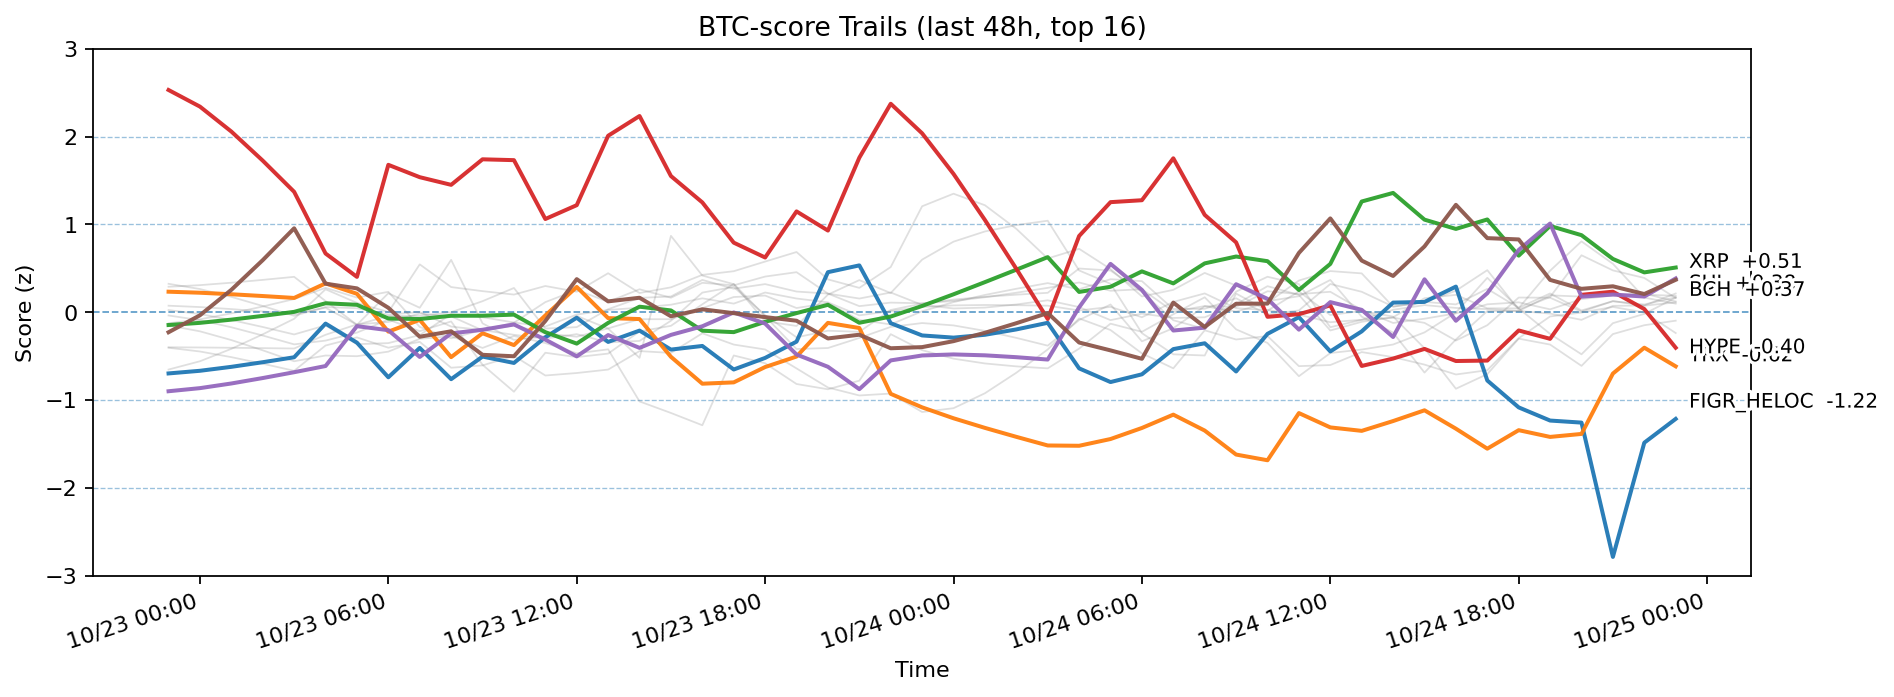 BTC-score Trails (last 48h, top 16)
Score (z)
3
2
1
0
−1
−2
−3
XRP +0.51
BCH +0.37
HYPE -0.40
TRX -0.62
FIGR_HELOC -1.22
10/23 00:00
10/23 06:00
10/23 12:00
10/23 18:00
10/24 00:00
10/24 06:00
10/24 12:00
10/24 18:00
10/25 00:00
Time